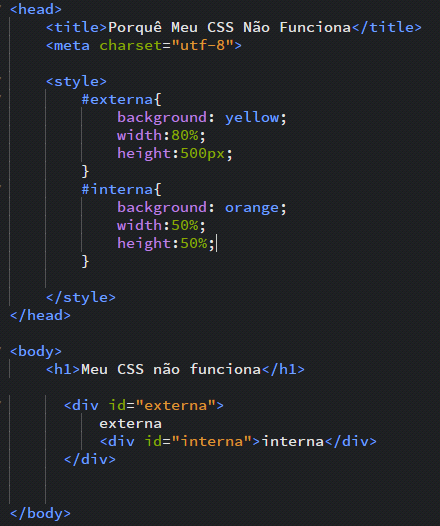 <head>
<title>Porquê Meu CSS Não Funciona</title>
<meta charset="utf-8">
<style>
#externa{
background: yellow;
width:80%;
height:500px;
}
#interna{
background: orange;
width:50%;
height:50%;
}
</style>
</head>
<body>
<h1>Meu CSS não funciona</h1>
<div id="externa">
externa
<div id="interna">interna</div>
</div>
</body>